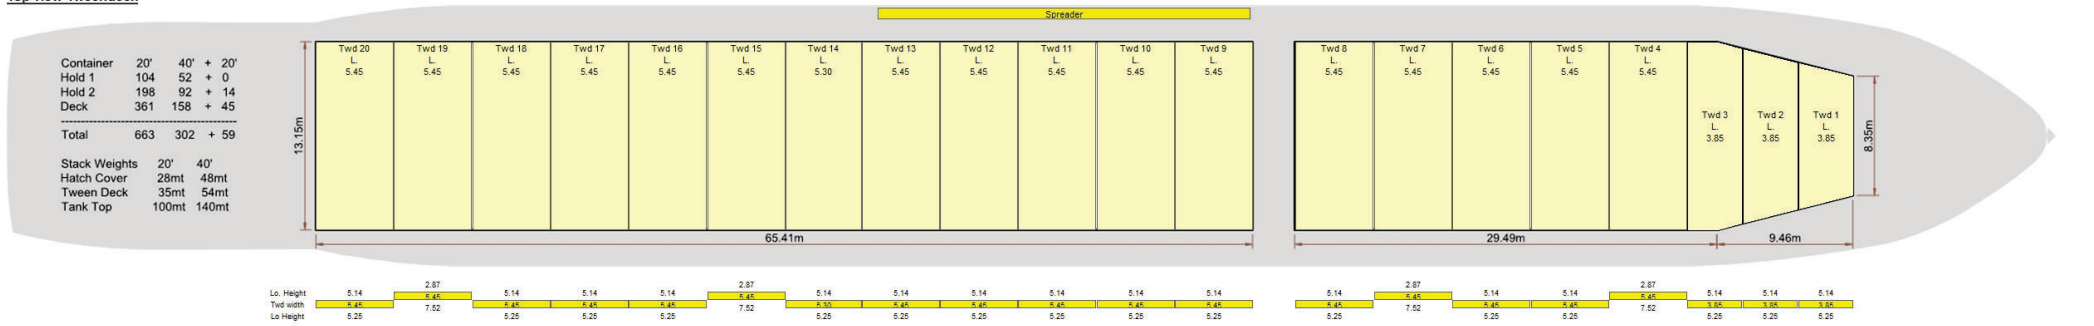 Top View Tweendeck
Spreader
Container 20' 40' + 20'
Hold 1 104 52 + 0
Hold 2 198 92 + 14
Deck 361 158 + 45
Total 663 302 + 59
Stack Weights 20' 40'
Hatch Cover 28mt 48mt
Tween Deck 35mt 54mt
Tank Top 100mt 140mt
13.15m
Twd 20 Twd 19 Twd 18 Twd 17 Twd 16 Twd 15 Twd 14 Twd 13 Twd 12 Twd 11 Twd 10 Twd 9 Twd 8 Twd 7 Twd 6 Twd 5 Twd 4
L. L. L. L. L. L. L. L. L. L. L. L. L. L. L. L. L.
5.45 5.45 5.45 5.45 5.45 5.45 5.30 5.45 5.45 5.45 5.45 5.45 5.45 5.45 5.45 5.45 5.45
Twd 3 Twd 2 Twd 1
L. L. L.
3.85 3.85 3.85
8.35m
65.41m 29.49m 9.46m
2.87 2.87 2.87 2.87
Lo. Height 5.14 5.14 5.14 5.14 5.14 5.14 5.14 5.14 5.14 5.14 5.14 5.14 5.14 5.14 5.14 5.14
5.45 5.45 5.45 5.45
Twd width 5.45 5.45 5.45 5.45 5.30 5.45 5.45 5.45 5.45 5.45 5.45 5.45 5.45 3.85 3.85 3.85
7.52 7.52 7.52 7.52
Lo Height 5.25 5.25 5.25 5.25 5.25 5.25 5.25 5.25 5.25 5.25 5.25 5.25 5.25 5.25 5.25 5.25